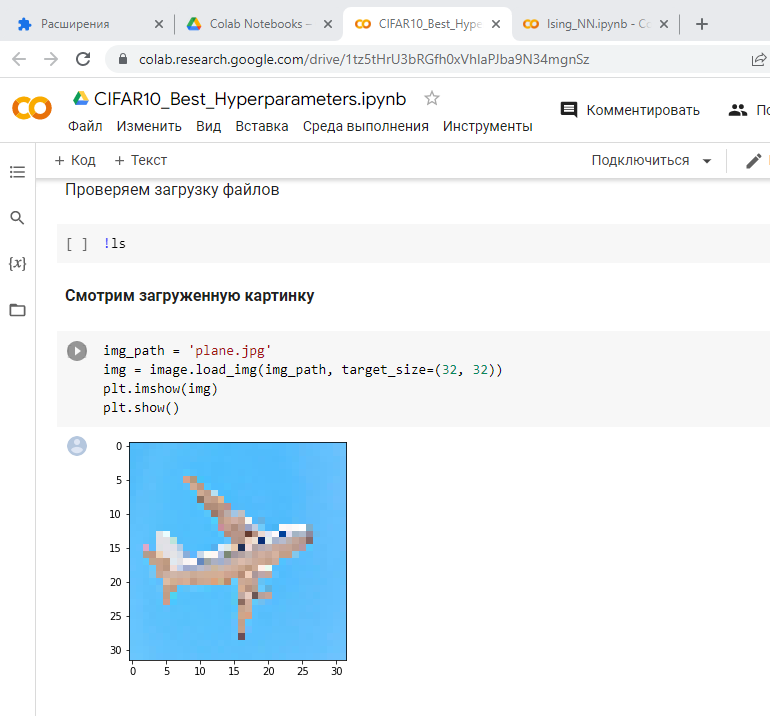 Расширения
Colab Notebooks –
CIFAR10_Best_Hype
Ising_NN.ipynb - Co
colab.research.google.com/drive/1tz5tHrU3bRGfh0xVhIaPJba9N34mgnSz
CIFAR10_Best_Hyperparameters.ipynb
Комментировать
По
Файл Изменить Вид Вставка Среда выполнения Инструменты
+ Код + Текст
Подключиться
Проверяем загрузку файлов
{x}
[ ] !ls
Смотрим загруженную картинку
img_path = 'plane.jpg'
img = image.load_img(img_path, target_size=(32, 32))
plt.imshow(img)
plt.show()
0
5
10
15
20
25
30
0 5 10 15 20 25 30